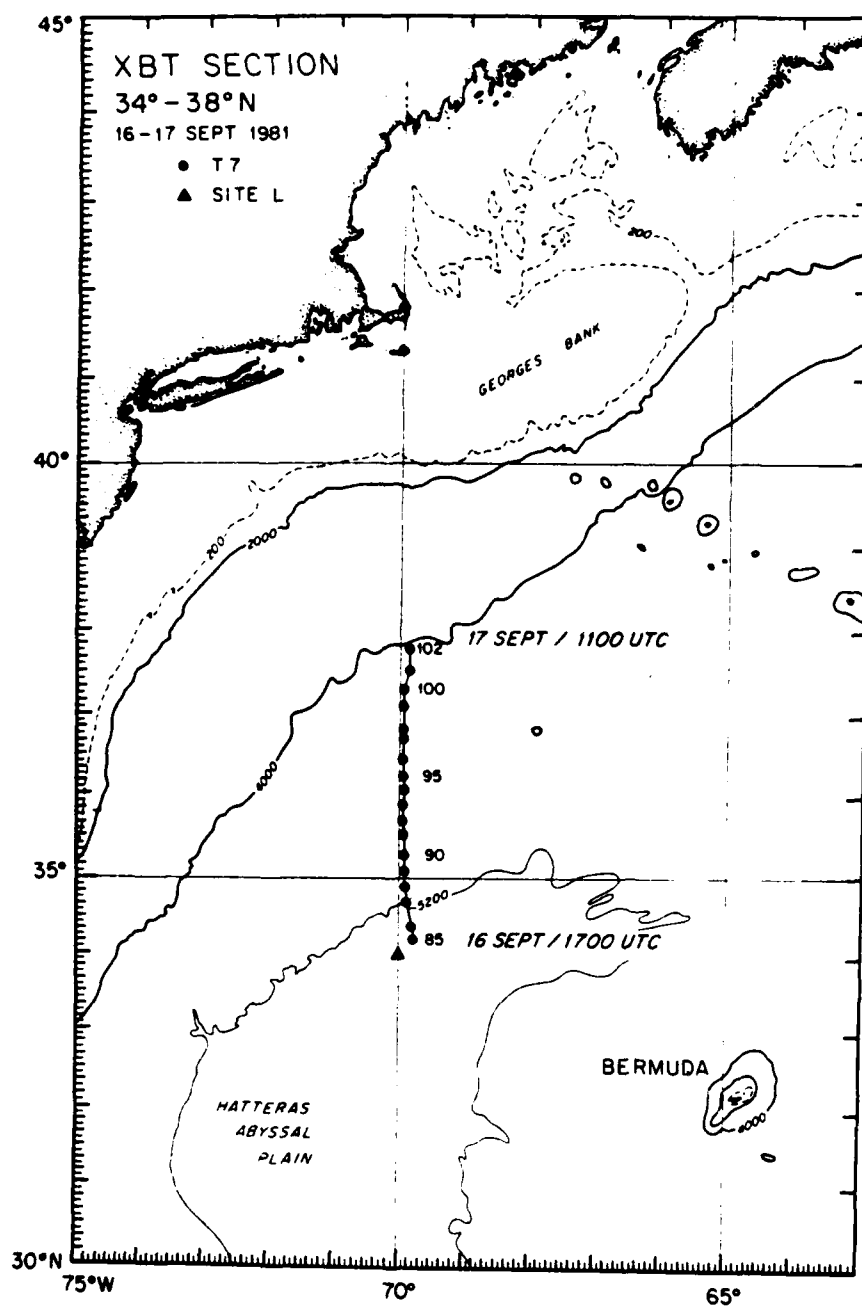 45°
XBT SECTION
34°-38°N
16-17 SEPT 1981
● T7
▲ SITE L
200
GEORGES BANK
40°
200
2000
17 SEPT / 1100 UTC
102
100
4000
95
90
35°
5200
85
16 SEPT / 1700 UTC
BERMUDA
4000
HATTERAS
ABYSSAL
PLAIN
30°N
75°W
70°
65°